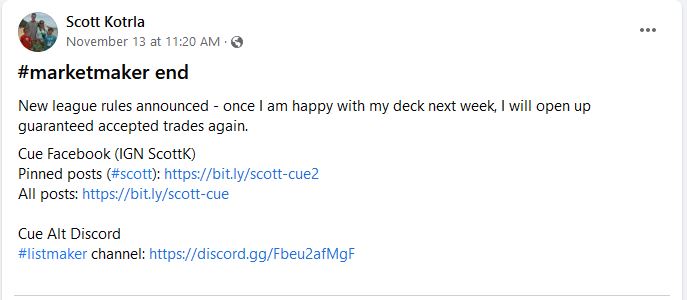 Scott Kotrla
November 13 at 11:20 AM ·
#marketmaker end
New league rules announced - once I am happy with my deck next week, I will open up
guaranteed accepted trades again.
Cue Facebook (IGN ScottK)
Pinned posts (#scott): https://bit.ly/scott-cue2
All posts: https://bit.ly/scott-cue
Cue Alt Discord
#listmaker channel: https://discord.gg/Fbeu2afMgF